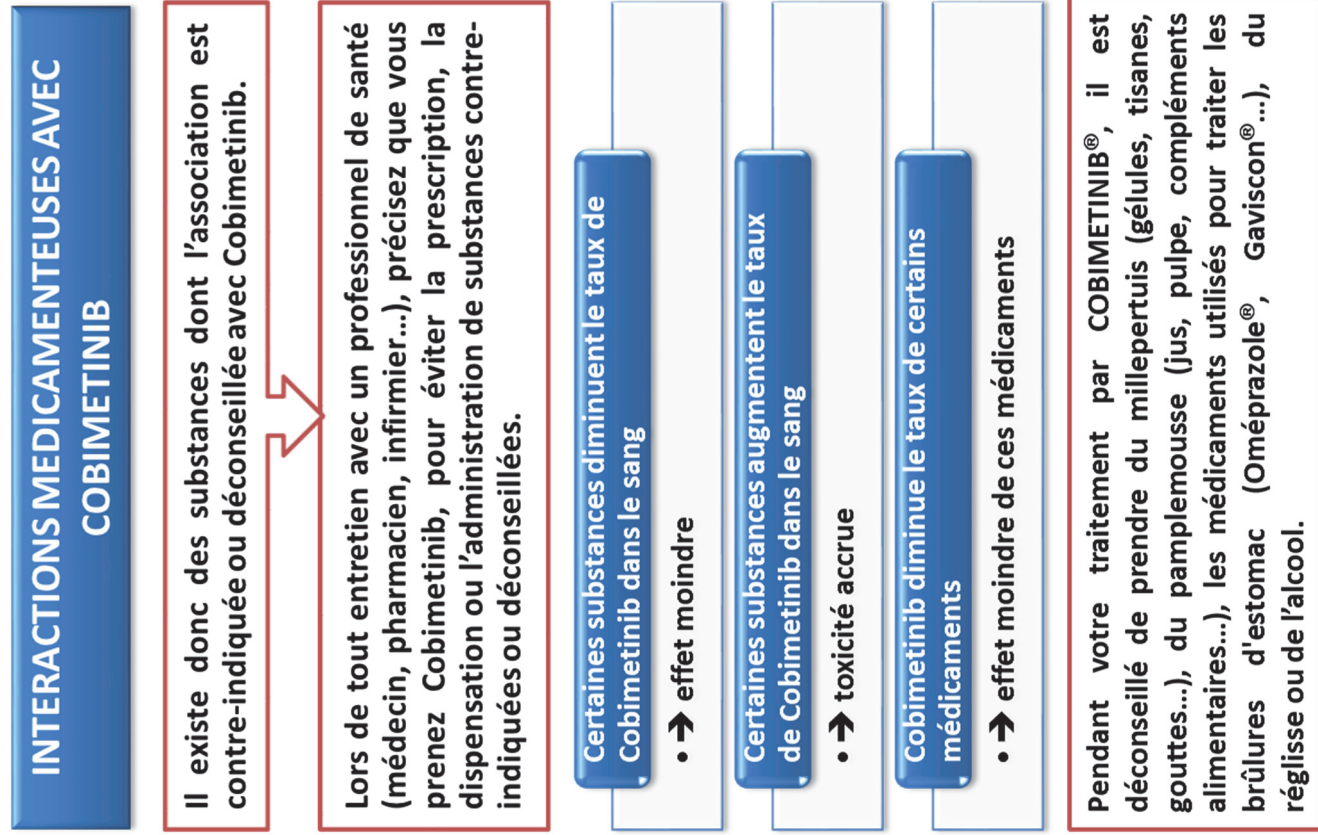 INTERACTIONS MEDICAMENTEUSES AVEC
COBIMETINIB
Il existe donc des substances dont l'association est
contre-indiquée ou déconseillée avec Cobimetinib.
Lors de tout entretien avec un professionnel de santé
(médecin, pharmacien, infirmier…), précisez que vous
prenez Cobimetinib, pour éviter la prescription, la
dispensation ou l'administration de substances contre-
indiquées ou déconseillées.
Certaines substances diminuent le taux de
Cobimetinib dans le sang
• → effet moindre
Certaines substances augmentent le taux
de Cobimetinib dans le sang
• → toxicité accrue
Cobimetinib diminue le taux de certains
médicaments
• → effet moindre de ces médicaments
Pendant votre traitement par COBIMETINIB®, il est
déconseillé de prendre du millepertuis (gélules, tisanes,
gouttes…), du pamplemousse (jus, pulpe, compléments
alimentaires…), les médicaments utilisés pour traiter les
brûlures d'estomac (Oméprazole®, Gaviscon®…), du
réglisse ou de l'alcool.